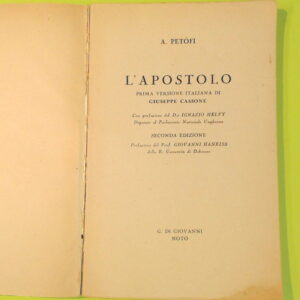 A. PETÖFI
L'APOSTOLO
PRIMA VERSIONE ITALIANA DI
GIUSEPPE CASSONE
Con prefazione del D.r IGNAZIO HELFY
Deputato al Parlamento Nazionale Ungherese
SECONDA EDIZIONE
Prefazione del Prof. GIOVANNI HANKISS
della R. Università di Debrecen
G. DI GIOVANNI
NOTO